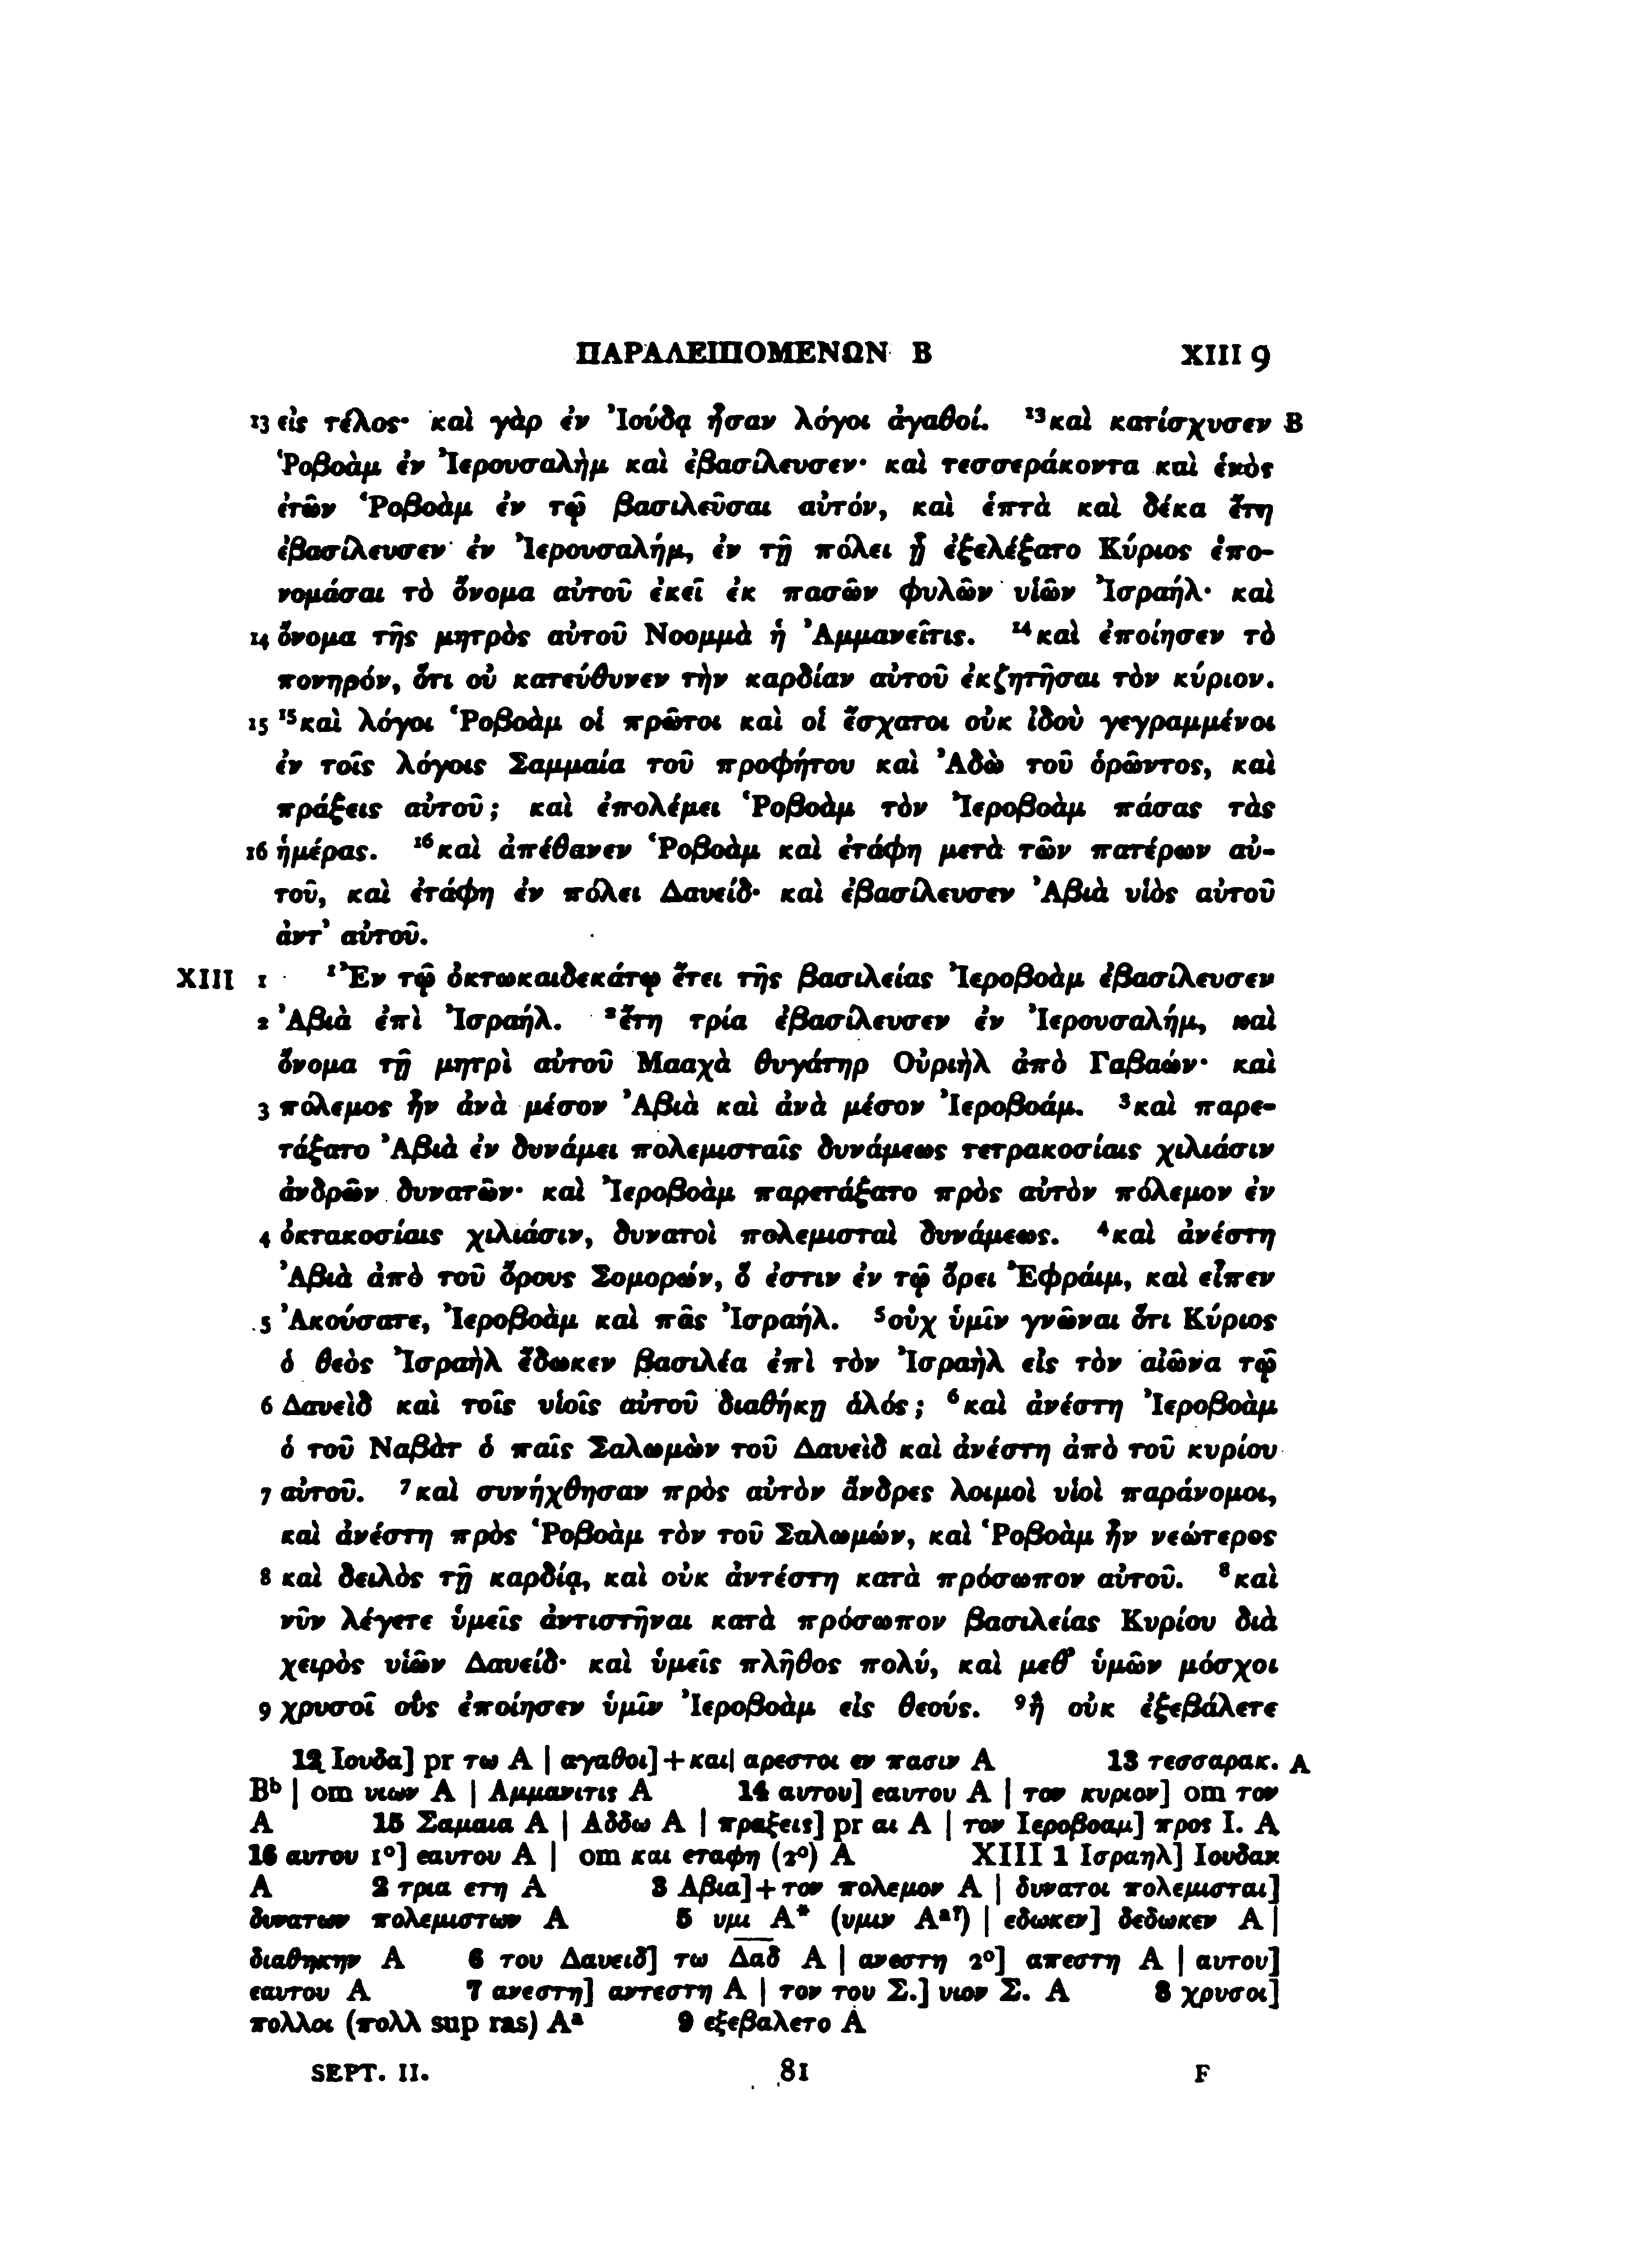 ΠΑΡΑΛΕΙΠΟΜΕΝΩΝ Β XIII 9
13 εἰς τέλος· καὶ γὰρ ἐν Ἰούδᾳ ἦσαν λόγοι ἀγαθοί. ¹³καὶ κατίσχυσεν B
Ῥοβοὰμ ἐν Ἰερουσαλὴμ καὶ ἐβασίλευσεν· καὶ τεσσεράκοντα καὶ ἑνὸς
ἐτῶν Ῥοβοὰμ ἐν τῷ βασιλεῦσαι αὐτόν, καὶ ἑπτὰ καὶ δέκα ἔτη
ἐβασίλευσεν ἐν Ἰερουσαλήμ, ἐν τῇ πόλει ᾗ ἐξελέξατο Κύριος ἐπο-
νομάσαι τὸ ὄνομα αὐτοῦ ἐκεῖ ἐκ πασῶν φυλῶν υἱῶν Ἰσραήλ· καὶ
14 ὄνομα τῆς μητρὸς αὐτοῦ Νοομμὰ ἡ Ἀμμανεῖτις. ¹⁴καὶ ἐποίησεν τὸ
πονηρόν, ὅτι οὐ κατεύθυνεν τὴν καρδίαν αὐτοῦ ἐκζητῆσαι τὸν κύριον.
15 ¹⁵καὶ λόγοι Ῥοβοὰμ οἱ πρῶτοι καὶ οἱ ἔσχατοι οὐκ ἰδοὺ γεγραμμένοι
ἐν τοῖς λόγοις Σαμμαία τοῦ προφήτου καὶ Ἀδὼ τοῦ ὁρῶντος, καὶ
πράξεις αὐτοῦ; καὶ ἐπολέμει Ῥοβοὰμ τὸν Ἰεροβοὰμ πάσας τὰς
16 ἡμέρας. ¹⁶καὶ ἀπέθανεν Ῥοβοὰμ καὶ ἐτάφη μετὰ τῶν πατέρων αὐ-
τοῦ, καὶ ἐτάφη ἐν πόλει Δαυείδ· καὶ ἐβασίλευσεν Ἀβιὰ υἱὸς αὐτοῦ
ἀντ’ αὐτοῦ.
XIII 1 ¹Ἐν τῷ ὀκτωκαιδεκάτῳ ἔτει τῆς βασιλείας Ἰεροβοὰμ ἐβασίλευσεν
2 Ἀβιὰ ἐπὶ Ἰσραήλ. ²ἔτη τρία ἐβασίλευσεν ἐν Ἰερουσαλήμ, καὶ
ὄνομα τῇ μητρὶ αὐτοῦ Μααχὰ θυγάτηρ Οὐριὴλ ἀπὸ Γαβαών· καὶ
3 πόλεμος ἦν ἀνὰ μέσον Ἀβιὰ καὶ ἀνὰ μέσον Ἰεροβοάμ. ³καὶ παρε-
τάξατο Ἀβιὰ ἐν δυνάμει πολεμισταῖς δυνάμεως τετρακοσίαις χιλιάσιν
ἀνδρῶν δυνατῶν· καὶ Ἰεροβοὰμ παρετάξατο πρὸς αὐτὸν πόλεμον ἐν
4 ὀκτακοσίαις χιλιάσιν, δυνατοὶ πολεμισταὶ δυνάμεως. ⁴καὶ ἀνέστη
Ἀβιὰ ἀπὸ τοῦ ὄρους Σομορών, ὅ ἐστιν ἐν τῷ ὄρει Ἐφράιμ, καὶ εἶπεν
5 Ἀκούσατε, Ἰεροβοὰμ καὶ πᾶς Ἰσραήλ. ⁵οὐχ ὑμῖν γνῶναι ὅτι Κύριος
ὁ θεὸς Ἰσραὴλ ἔδωκεν βασιλέα ἐπὶ τὸν Ἰσραὴλ εἰς τὸν αἰῶνα τῷ
6 Δαυεὶδ καὶ τοῖς υἱοῖς αὐτοῦ διαθήκῃ ἁλός; ⁶καὶ ἀνέστη Ἰεροβοὰμ
ὁ τοῦ Ναβὰτ ὁ παῖς Σαλωμὼν τοῦ Δαυεὶδ καὶ ἀνέστη ἀπὸ τοῦ κυρίου
7 αὐτοῦ. ⁷καὶ συνήχθησαν πρὸς αὐτὸν ἄνδρες λοιμοὶ υἱοὶ παράνομοι,
καὶ ἀνέστη πρὸς Ῥοβοὰμ τὸν τοῦ Σαλωμών, καὶ Ῥοβοὰμ ἦν νεώτερος
8 καὶ δειλὸς τῇ καρδίᾳ, καὶ οὐκ ἀντέστη κατὰ πρόσωπον αὐτοῦ. ⁸καὶ
νῦν λέγετε ὑμεῖς ἀντιστῆναι κατὰ πρόσωπον βασιλείας Κυρίου διὰ
χειρὸς υἱῶν Δαυείδ· καὶ ὑμεῖς πλῆθος πολύ, καὶ μεθ’ ὑμῶν μόσχοι
9 χρυσοῖ οὓς ἐποίησεν ὑμῖν Ἰεροβοὰμ εἰς θεούς. ⁹ἢ οὐκ ἐξεβάλετε
12 Ιουδα] pr τω A | αγαθοι]+και| αρεστοι εν πασιν A 13 τεσσαρακ. A
Bᵇ | om υιων A | Αμμανιτις A 14 αυτου] εαυτου A | τον κυριον] om τον
A 15 Σαμαια A | Αδδω A | πραξεις] pr αι A | τον Ιεροβοαμ] προς Ι. A
16 αυτου 1°] εαυτου A | om και εταφη (2°) A XIII 1 Ισραηλ] Ιουδαν
A 2 τρια ετη A 3 Αβια]+τον πολεμον A | δυνατοι πολεμισται]
δυνατων πολεμιστων A 5 υμι A* (υμιν Aᵃ?) | εδωκεν] δεδωκεν A |
διαθηκην A 6 του Δαυειδ] τω Δαδ A | ανεστη 2°] απεστη A | αυτου]
εαυτου A 7 ανεστη] αντεστη A | τον του Σ.] υιον Σ. A 8 χρυσοι]
πολλοι (πολλ sup ras) Aᵃ 9 εξεβαλετο A
SEPT. II. 81 F